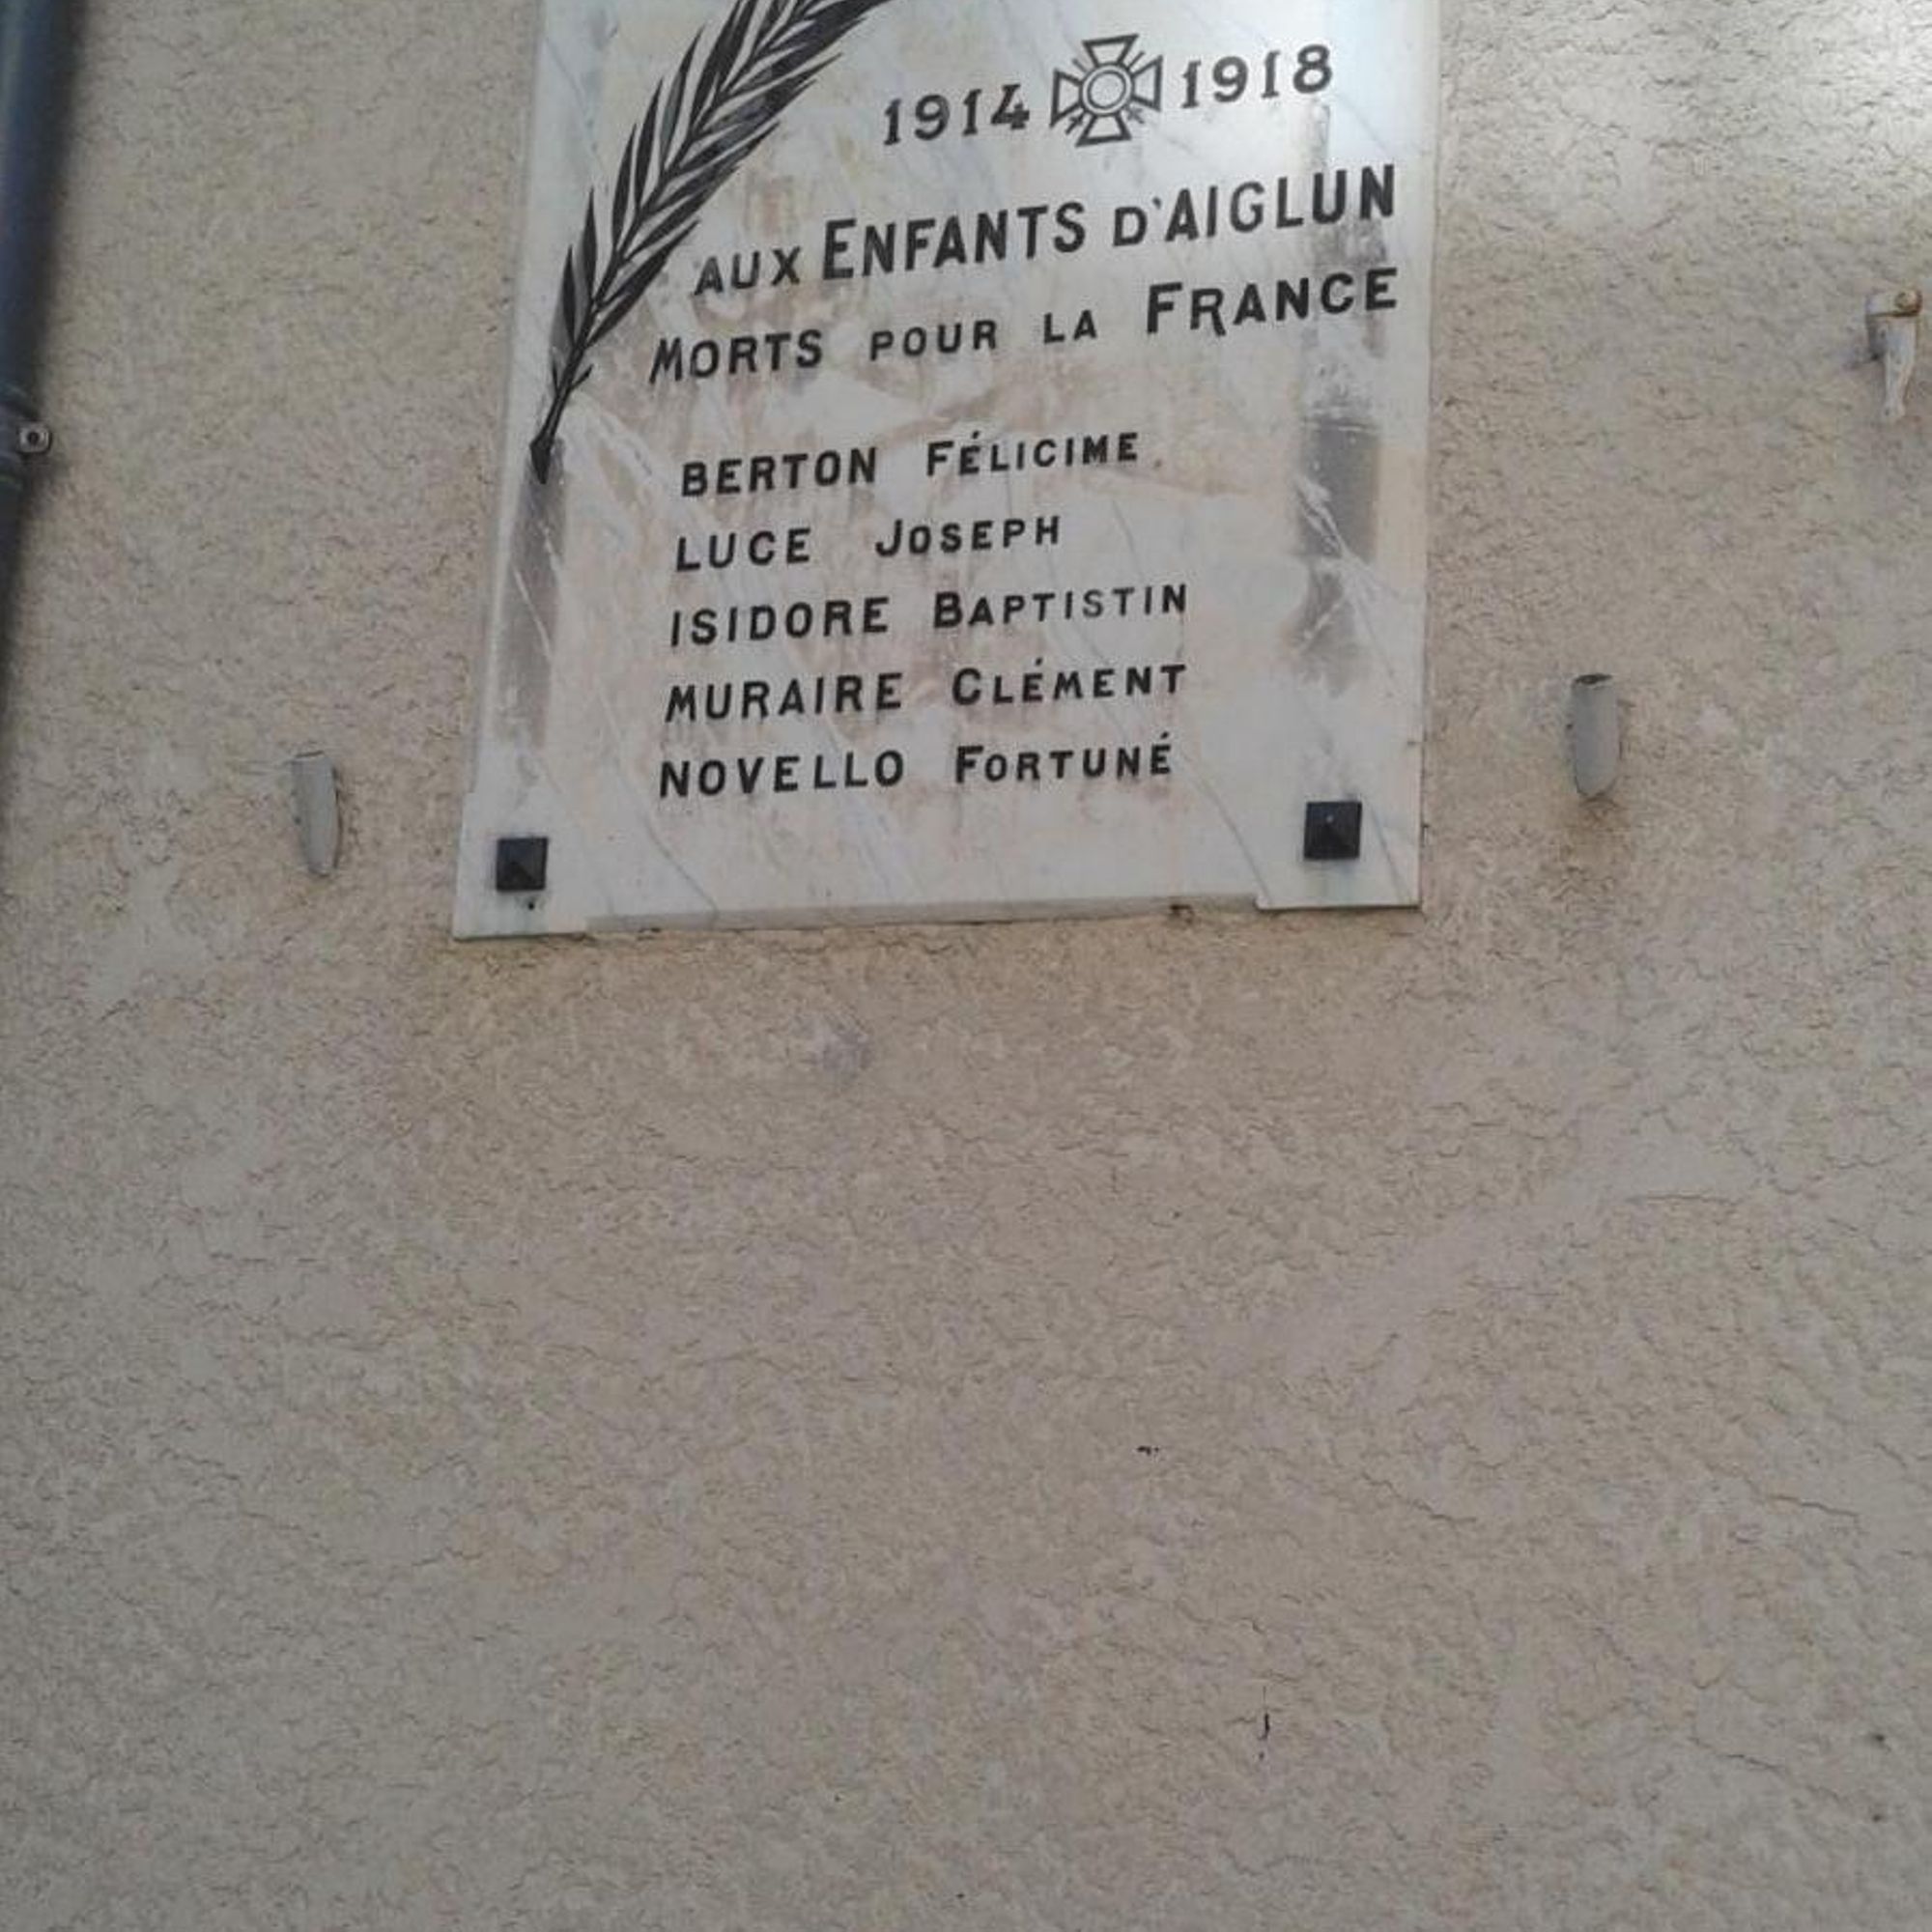 1914 1918
AUX ENFANTS D'AIGLUN
MORTS POUR LA FRANCE
BERTON FÉLICIME
LUCE JOSEPH
ISIDORE BAPTISTIN
MURAIRE CLÉMENT
NOVELLO FORTUNÉ